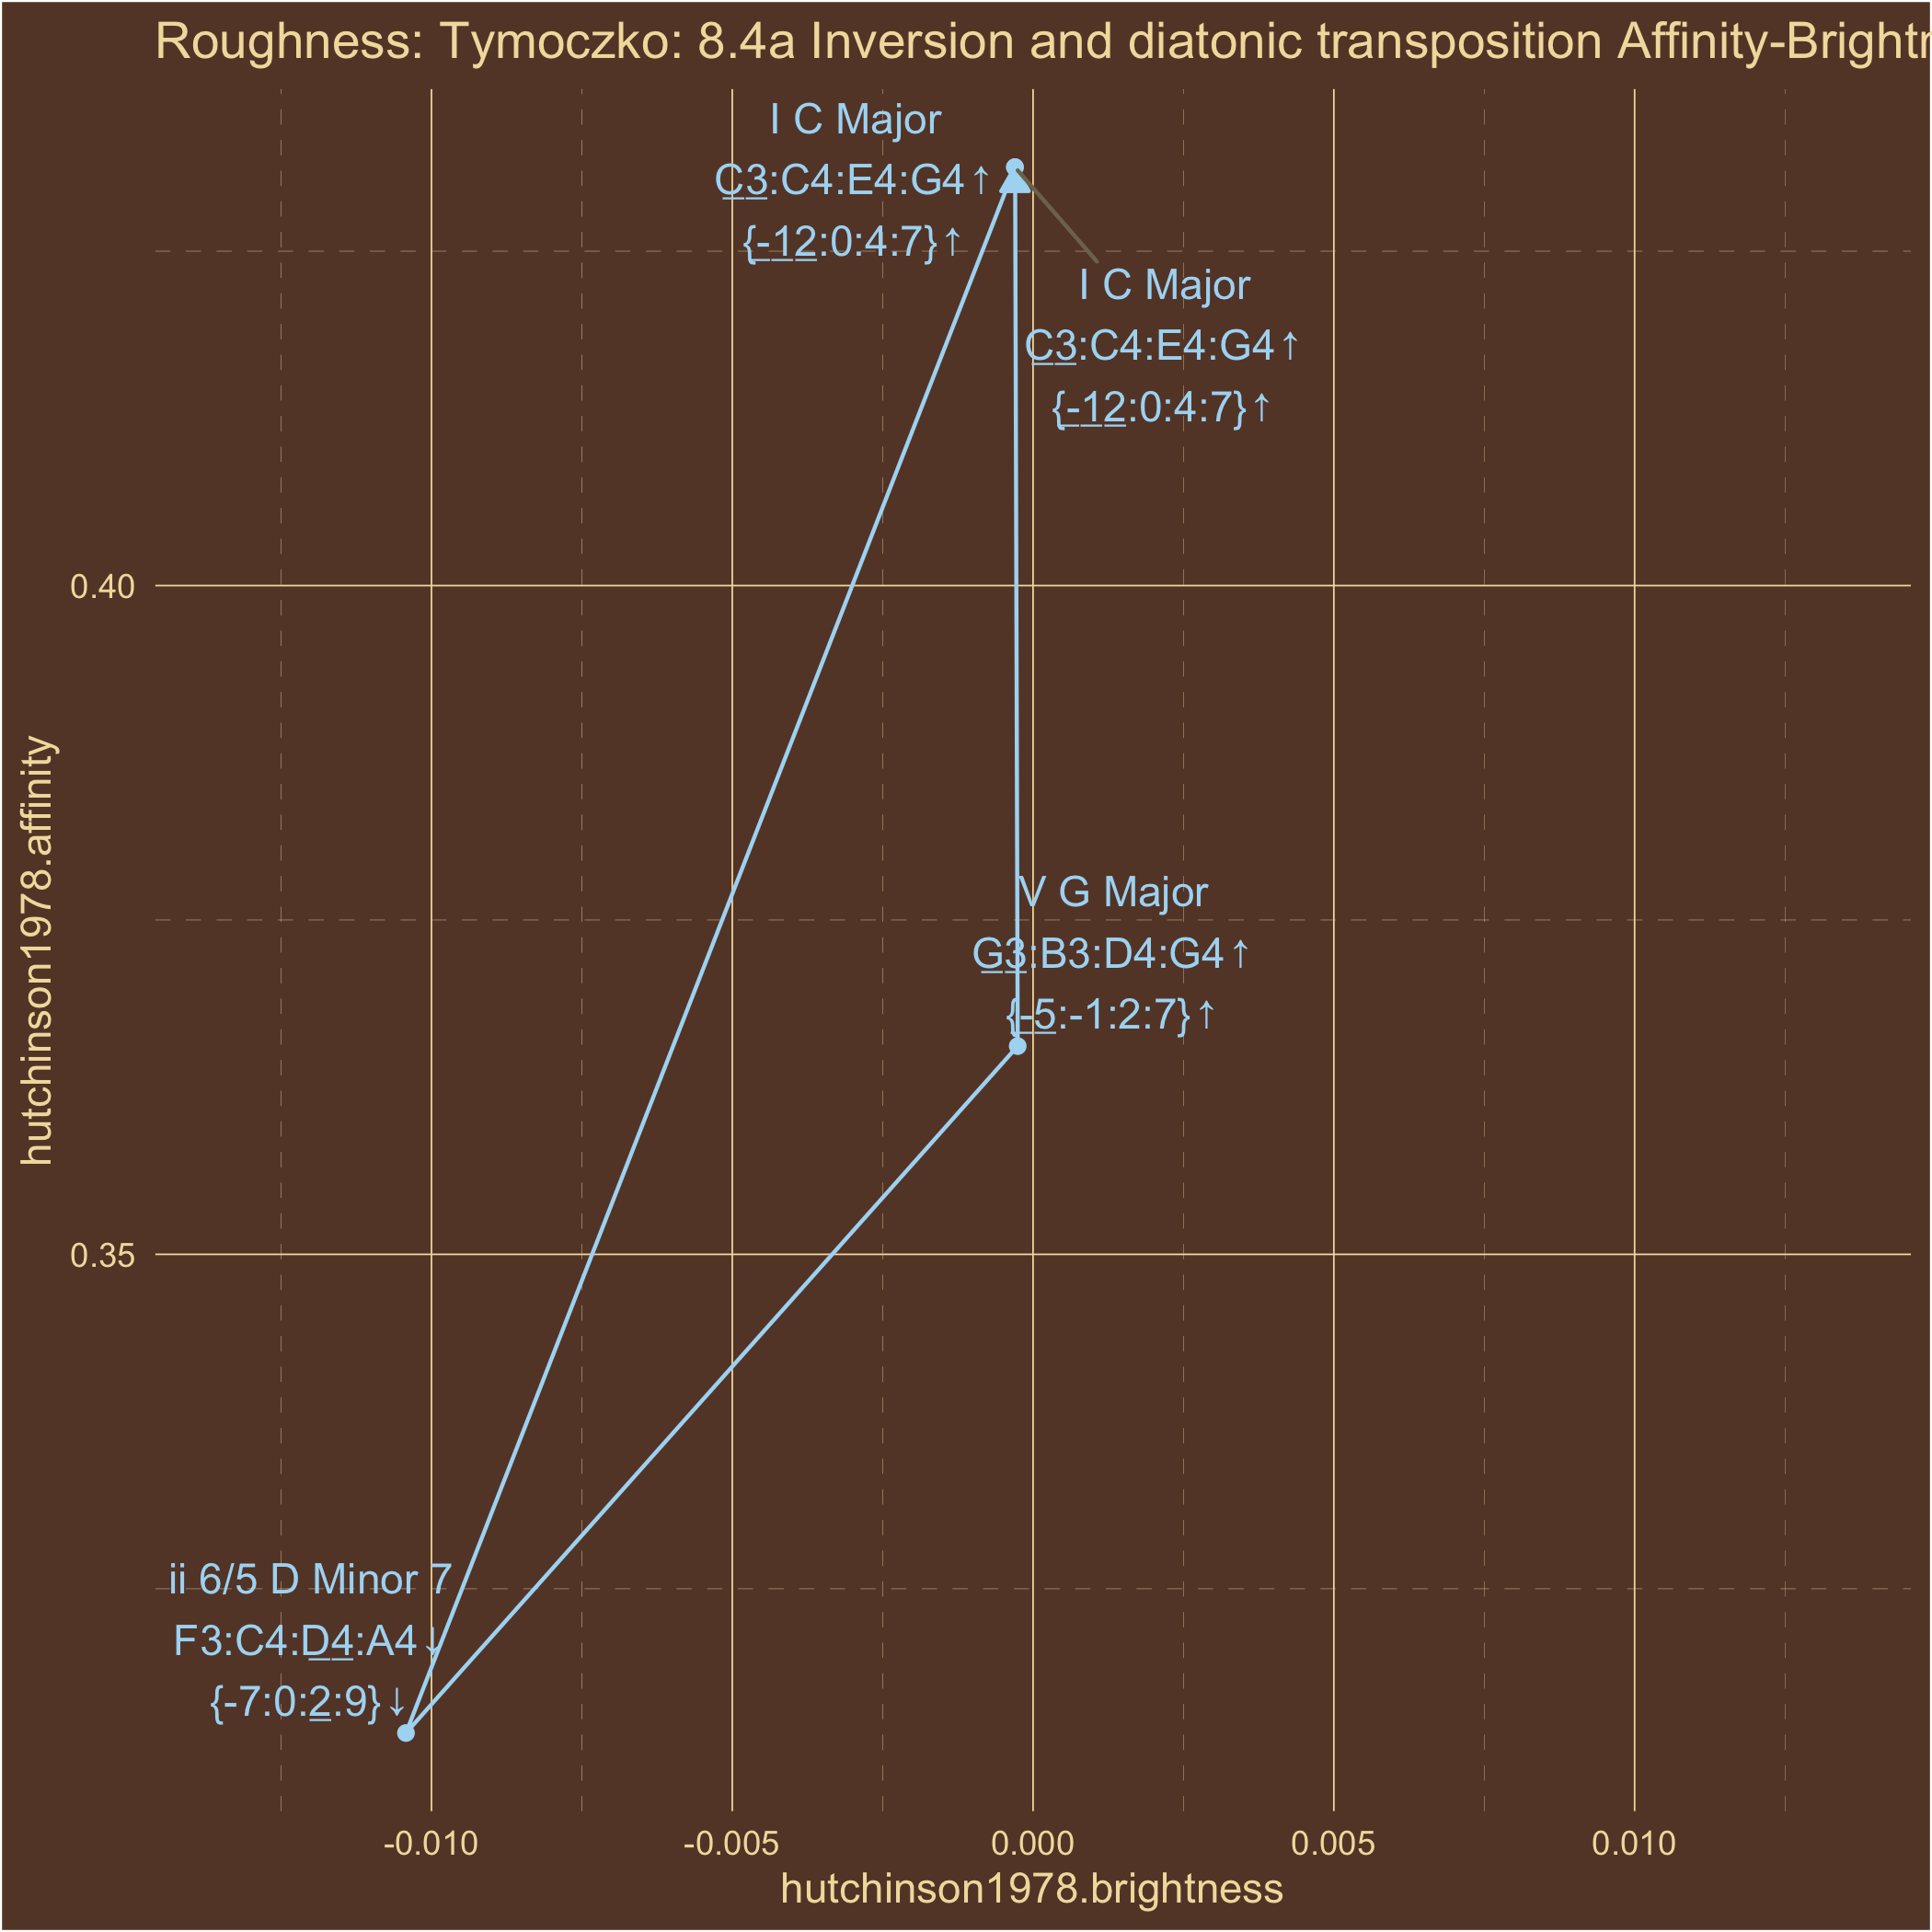 Roughness: Tymoczko: 8.4a Inversion and diatonic transposition Affinity-Brightn
I C Major
C3:C4:E4:G4↑
{-12:0:4:7}↑
I C Major
C3:C4:E4:G4↑
{-12:0:4:7}↑
0.40
hutchinson1978.affinity
V G Major
G3:B3:D4:G4↑
{-5:-1:2:7}↑
0.35
ii 6/5 D Minor 7
F3:C4:D4:A4↓
{-7:0:2:9}↓
-0.010
-0.005
0.000
0.005
0.010
hutchinson1978.brightness